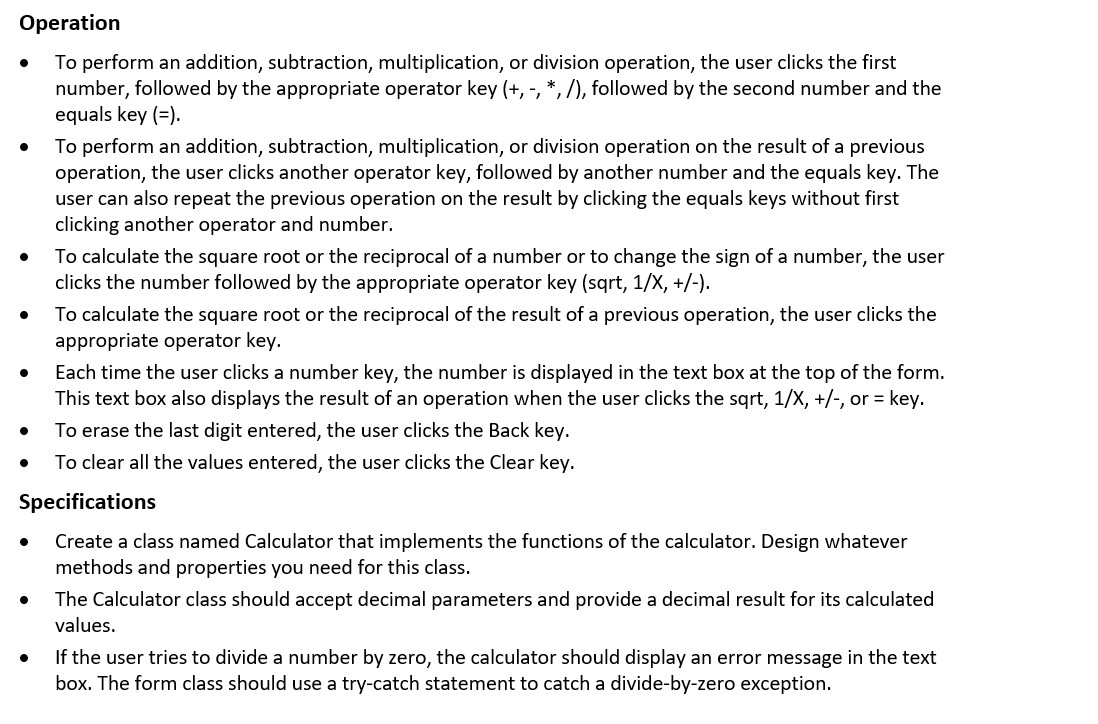 Operation
• To perform an addition, subtraction, multiplication, or division operation, the user clicks the first
number, followed by the appropriate operator key (+, -, *, /), followed by the second number and the
equals key (=).
• To perform an addition, subtraction, multiplication, or division operation on the result of a previous
operation, the user clicks another operator key, followed by another number and the equals key. The
user can also repeat the previous operation on the result by clicking the equals keys without first
clicking another operator and number.
• To calculate the square root or the reciprocal of a number or to change the sign of a number, the user
clicks the number followed by the appropriate operator key (sqrt, 1/X, +/-).
• To calculate the square root or the reciprocal of the result of a previous operation, the user clicks the
appropriate operator key.
• Each time the user clicks a number key, the number is displayed in the text box at the top of the form.
This text box also displays the result of an operation when the user clicks the sqrt, 1/X, +/-, or = key.
• To erase the last digit entered, the user clicks the Back key.
• To clear all the values entered, the user clicks the Clear key.
Specifications
• Create a class named Calculator that implements the functions of the calculator. Design whatever
methods and properties you need for this class.
• The Calculator class should accept decimal parameters and provide a decimal result for its calculated
values.
• If the user tries to divide a number by zero, the calculator should display an error message in the text
box. The form class should use a try-catch statement to catch a divide-by-zero exception.